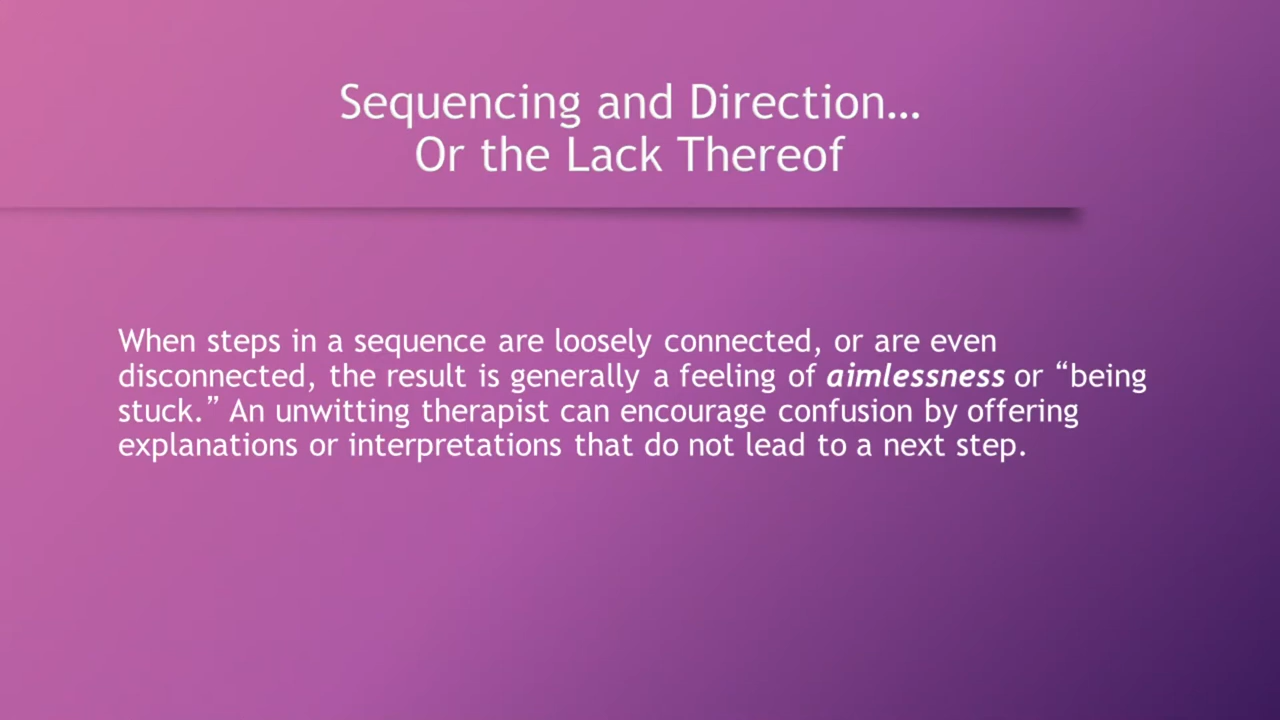 Sequencing and Direction…
Or the Lack Thereof
When steps in a sequence are loosely connected, or are even
disconnected, the result is generally a feeling of aimlessness or “being
stuck.” An unwitting therapist can encourage confusion by offering
explanations or interpretations that do not lead to a next step.